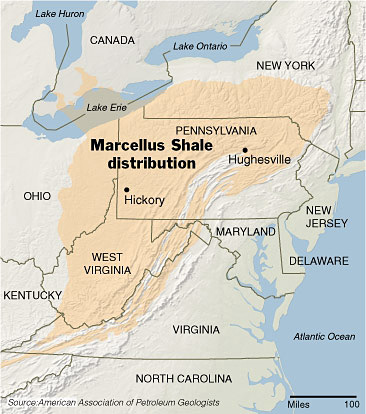 Lake Huron
CANADA
Lake Ontario
NEW YORK
Lake Erie
PENNSYLVANIA
Marcellus Shale
distribution
Hughesville
OHIO
Hickory
NEW
JERSEY
MARYLAND
WEST
VIRGINIA
DELAWARE
KENTUCKY
VIRGINIA
Atlantic Ocean
NORTH CAROLINA
Source:American Association of Petroleum Geologists
Miles 100